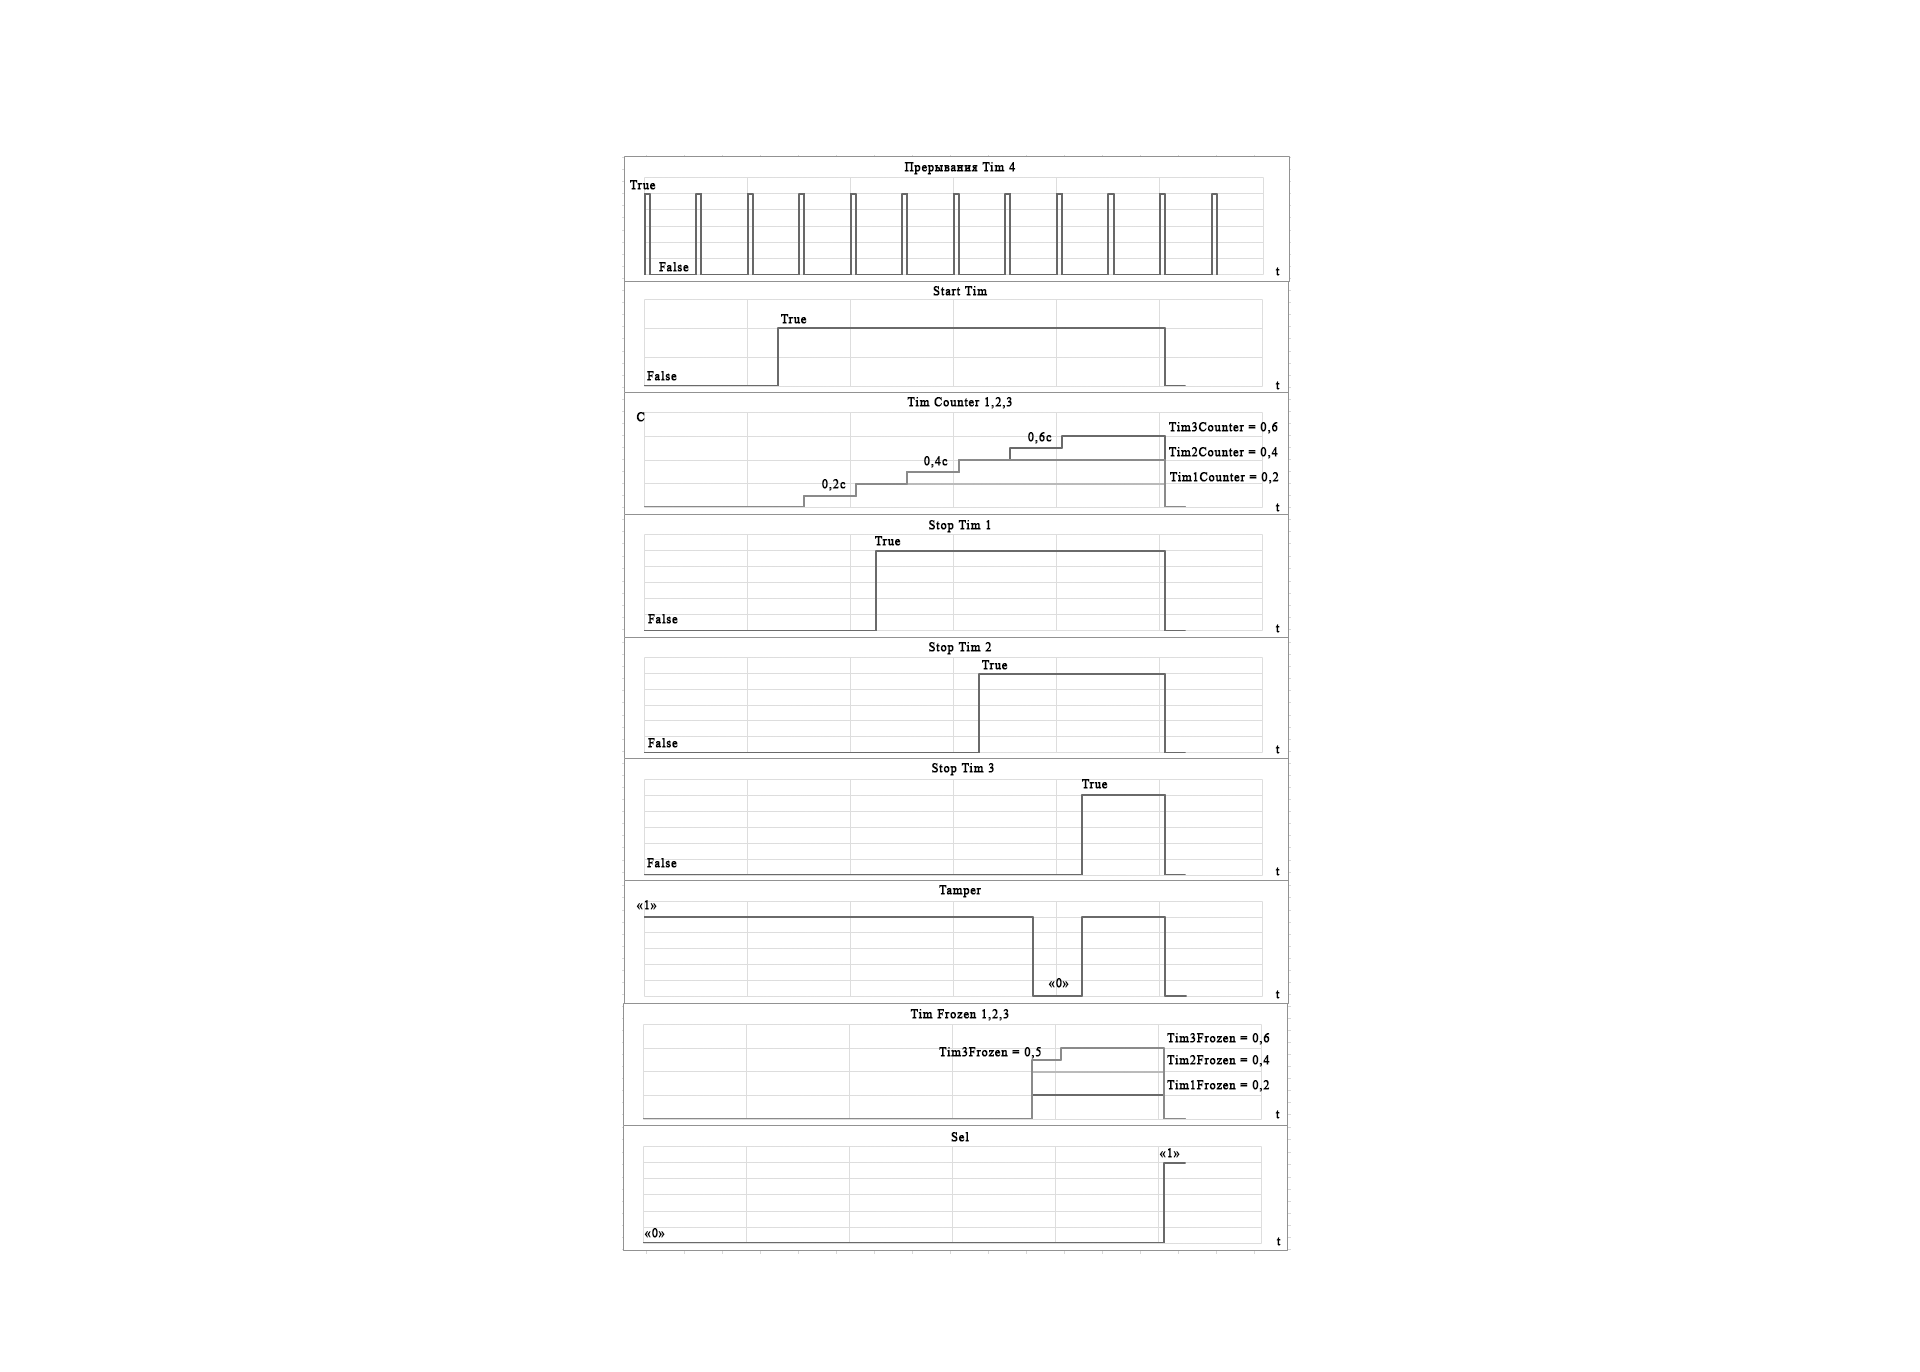 Прерывания Tim 4
True
False
t
Start Tim
True
False
t
Tim Counter 1,2,3
C
Tim3Counter = 0,6
0,6c
Tim2Counter = 0,4
0,4c
Tim1Counter = 0,2
0,2c
t
Stop Tim 1
True
False
t
Stop Tim 2
True
False
t
Stop Tim 3
True
False
t
Tamper
«1»
«0»
t
Tim Frozen 1,2,3
Tim3Frozen = 0,6
Tim3Frozen = 0,5
Tim2Frozen = 0,4
Tim1Frozen = 0,2
t
Sel
«1»
«0»
t